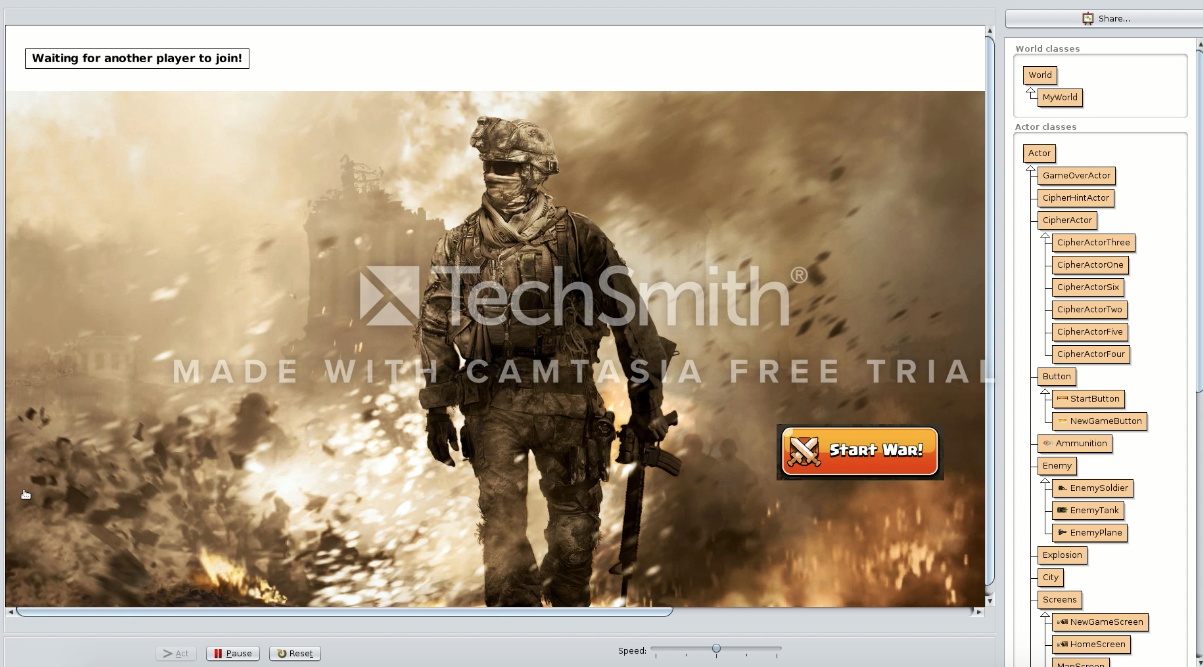 Share...
Waiting for another player to join!
World classes
World
MyWorld
Actor classes
Actor
GameOverActor
CipherHintActor
CipherActor
CipherActorThree
CipherActorOne
CipherActorSix
CipherActorTwo
CipherActorFive
CipherActorFour
Button
StartButton
NewGameButton
Ammunition
Enemy
EnemySoldier
EnemyTank
EnemyPlane
Explosion
City
Screens
NewGameScreen
HomeScreen
MapScreen
TechSmith®
MADE WITH CAMTASIA FREE TRIAL
Start War!
Act
Pause
Reset
Speed: